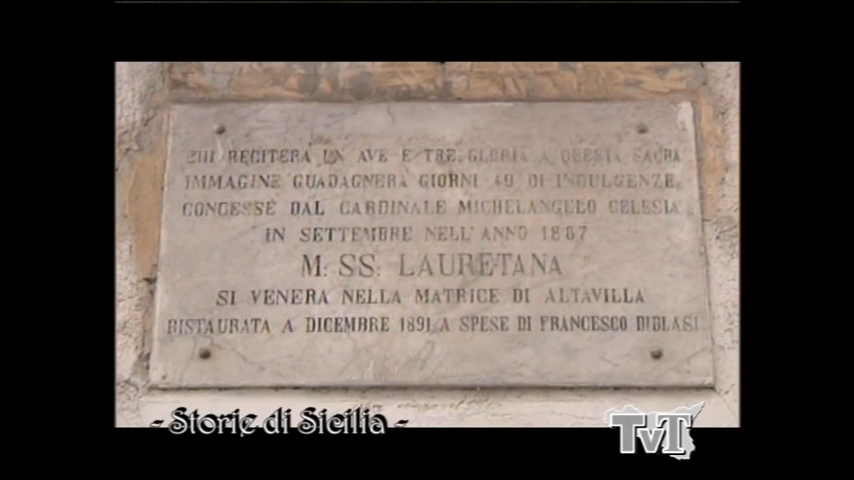 CHI RECITERÀ UN AVE E TRE GLORIA A QUESTA SACRA
IMMAGINE GUADAGNERÀ GIORNI 40 DI INDULGENZE,
CONCESSE DAL CARDINALE MICHELANGELO CELESIA
IN SETTEMBRE NELL'ANNO 1887
M: SS: LAURETANA
SI VENERA NELLA MATRICE DI ALTAVILLA
RISTAURATA A DICEMBRE 1891 A SPESE DI FRANCESCO DIBLASI
- Storie di Sicilia -
TVT